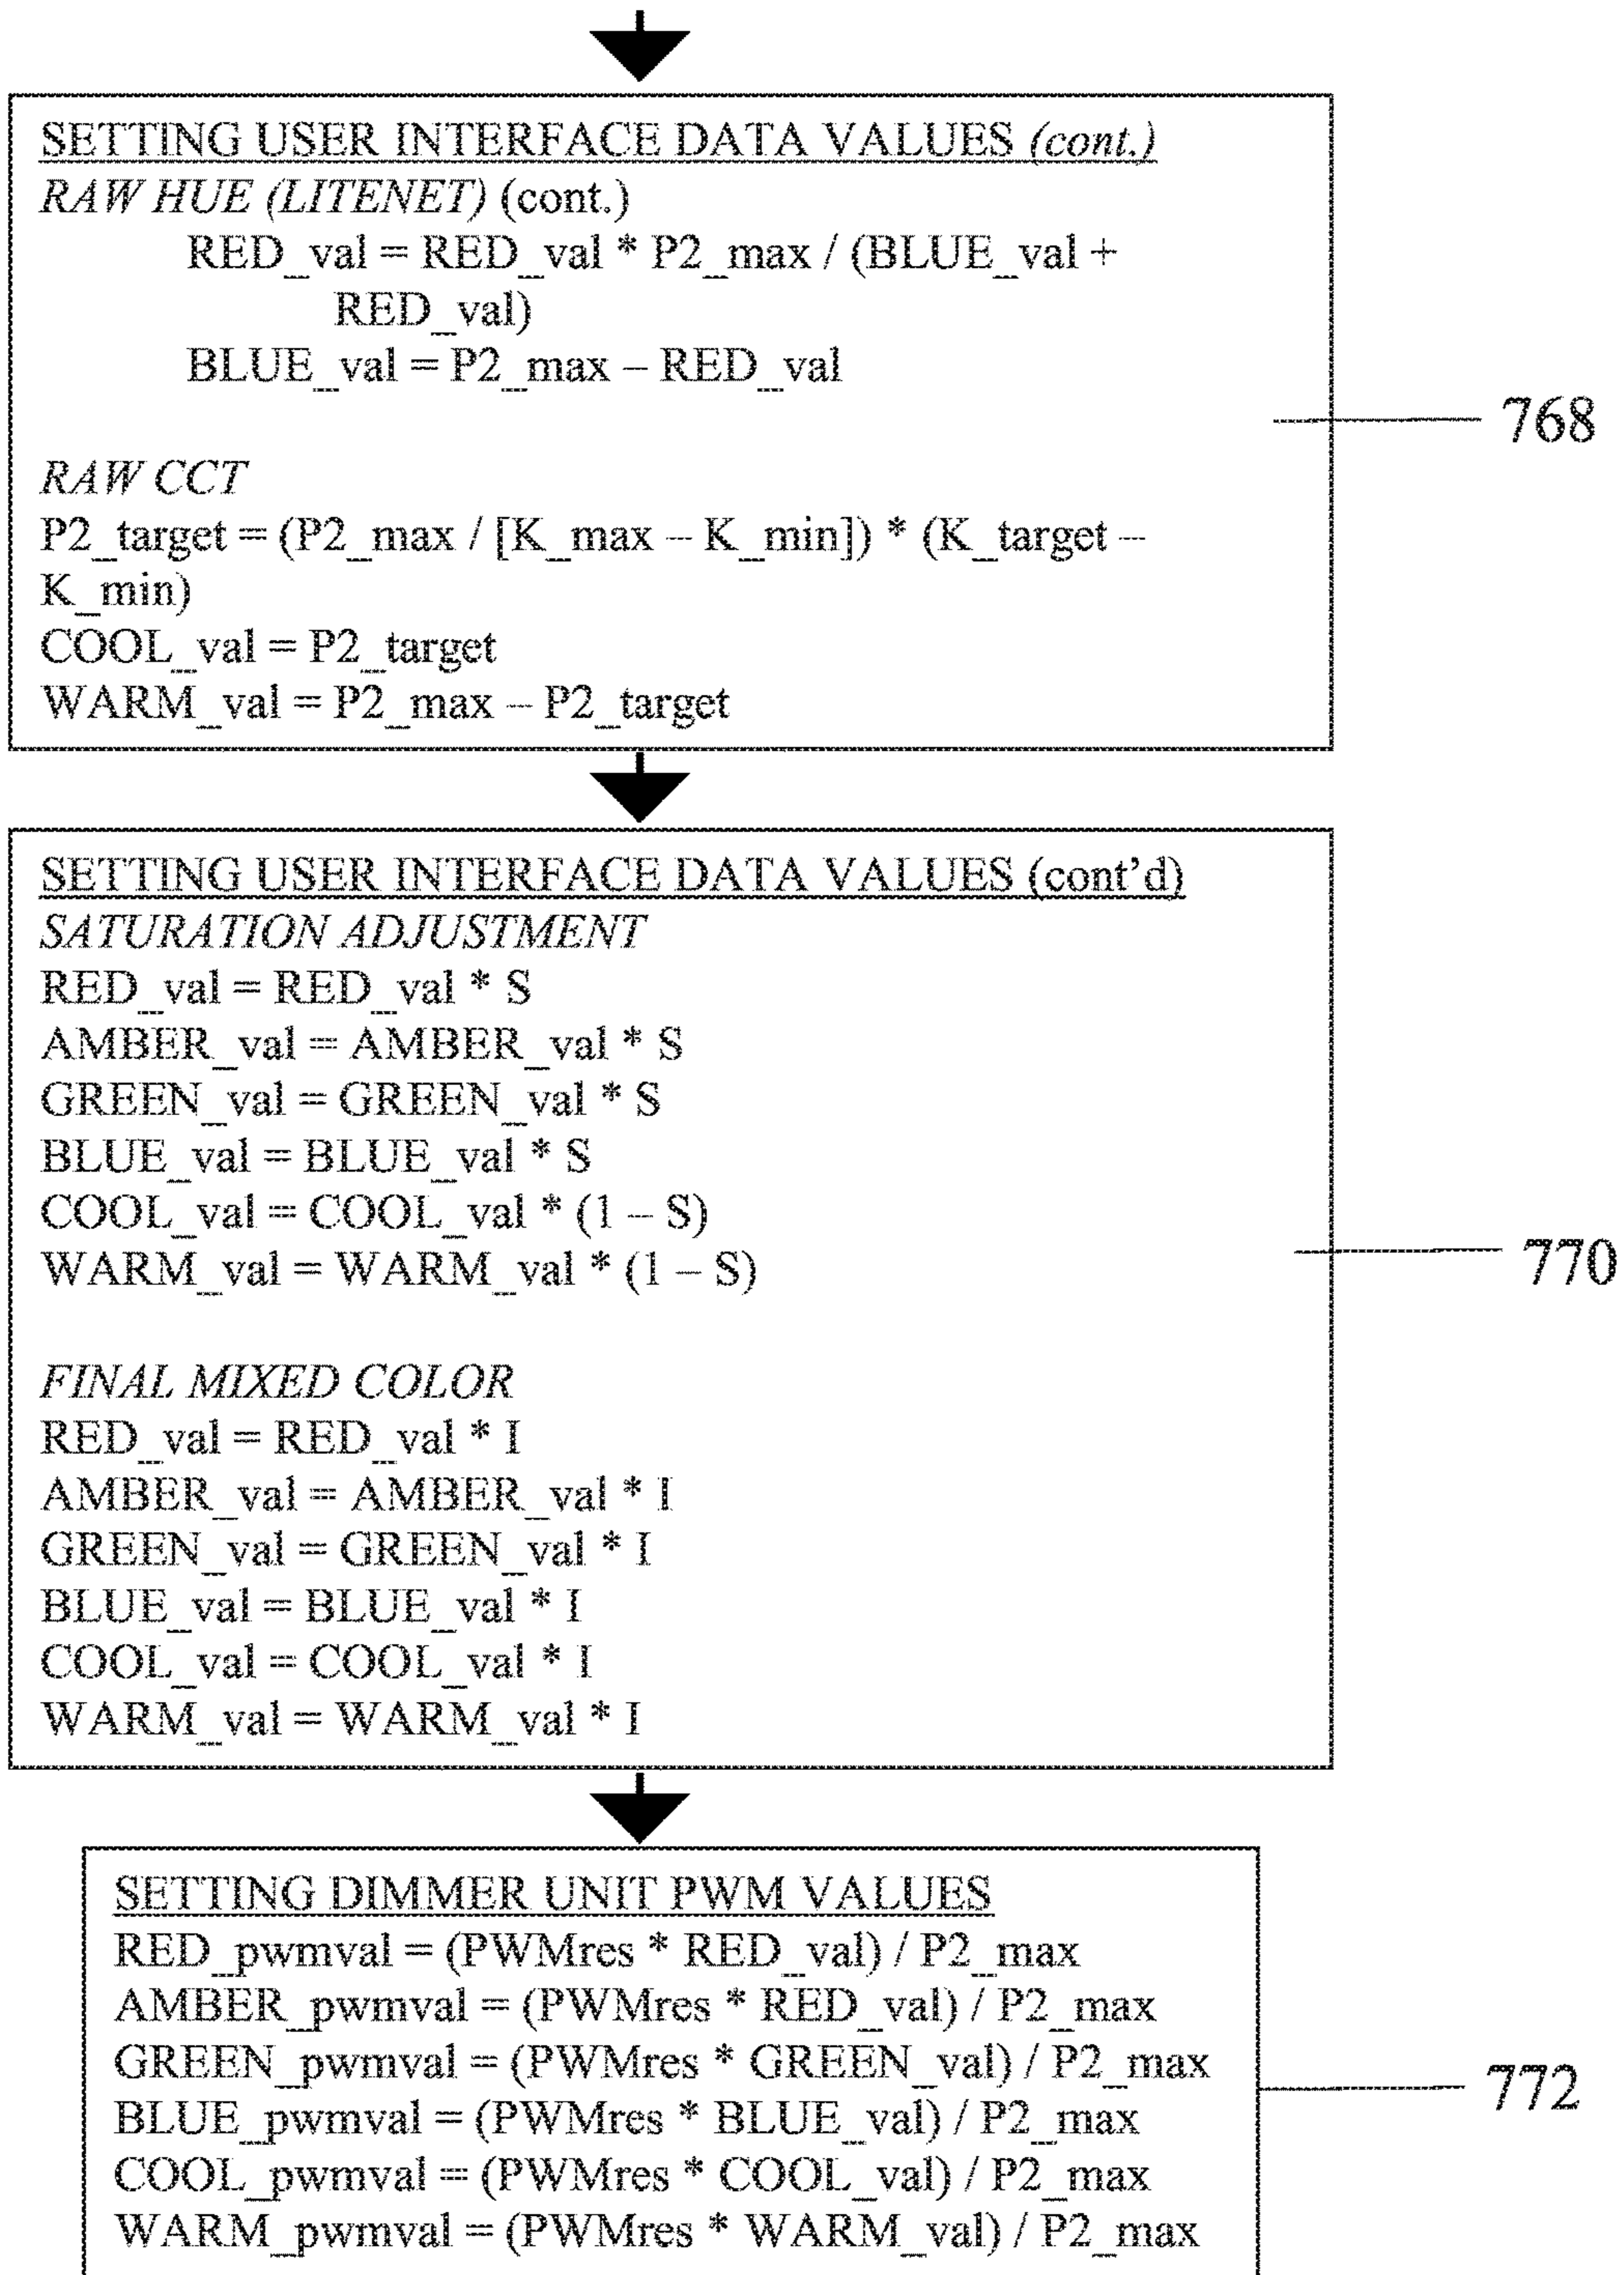 SETTING USER INTERFACE DATA VALUES (cont.)
RAW HUE (LITENET) (cont.)
RED_val = RED_val * P2_max / (BLUE_val +
RED_val)
BLUE_val = P2_max – RED_val
768
RAW CCT
P2_target = (P2_max / [K_max – K_min]) * (K_target –
K_min)
COOL_val = P2_target
WARM_val = P2_max – P2_target
SETTING USER INTERFACE DATA VALUES (cont’d)
SATURATION ADJUSTMENT
RED_val = RED_val * S
AMBER_val = AMBER_val * S
GREEN_val = GREEN_val * S
BLUE_val = BLUE_val * S
COOL_val = COOL_val * (1 – S)
WARM_val = WARM_val * (1 – S)
770
FINAL MIXED COLOR
RED_val = RED_val * I
AMBER_val = AMBER_val * I
GREEN_val = GREEN_val * I
BLUE_val = BLUE_val * I
COOL_val = COOL_val * I
WARM_val = WARM_val * I
SETTING DIMMER UNIT PWM VALUES
RED_pwmval = (PWMres * RED_val) / P2_max
AMBER_pwmval = (PWMres * RED_val) / P2_max
GREEN_pwmval = (PWMres * GREEN_val) / P2_max
BLUE_pwmval = (PWMres * BLUE_val) / P2_max
772
COOL_pwmval = (PWMres * COOL_val) / P2_max
WARM_pwmval = (PWMres * WARM_val) / P2_max